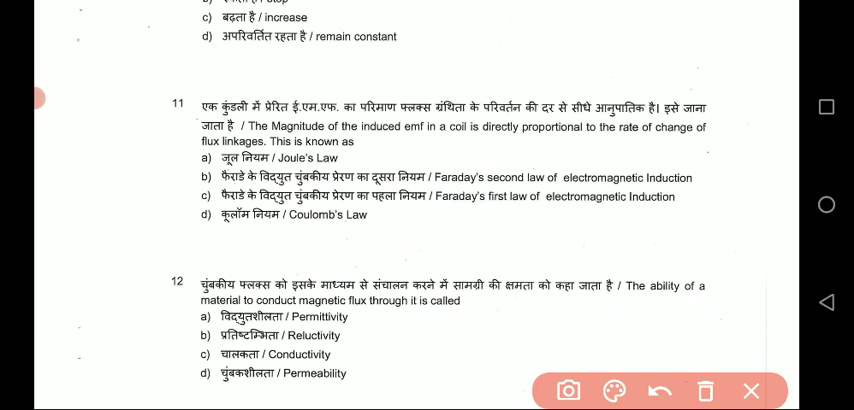 c) बढ़ता है / increase
d) अपरिवर्तित रहता है / remain constant
11 एक कुंडली में प्रेरित ई.एम.एफ. का परिमाण फ्लक्स ग्रंथिता के परिवर्तन की दर से सीधे आनुपातिक है। इसे जाना
जाता है / The Magnitude of the induced emf in a coil is directly proportional to the rate of change of
flux linkages. This is known as
a) जूल नियम / Joule's Law
b) फैराडे के विद्युत चुंबकीय प्रेरण का दूसरा नियम / Faraday's second law of electromagnetic Induction
c) फैराडे के विद्युत चुंबकीय प्रेरण का पहला नियम / Faraday's first law of electromagnetic Induction
d) कूलॉम नियम / Coulomb's Law
12 चुंबकीय फ्लक्स को इसके माध्यम से संचालन करने में सामग्री की क्षमता को कहा जाता है / The ability of a
material to conduct magnetic flux through it is called
a) विद्युतशीलता / Permittivity
b) प्रतिष्टम्भिता / Reluctivity
c) चालकता / Conductivity
d) चुंबकशीलता / Permeability